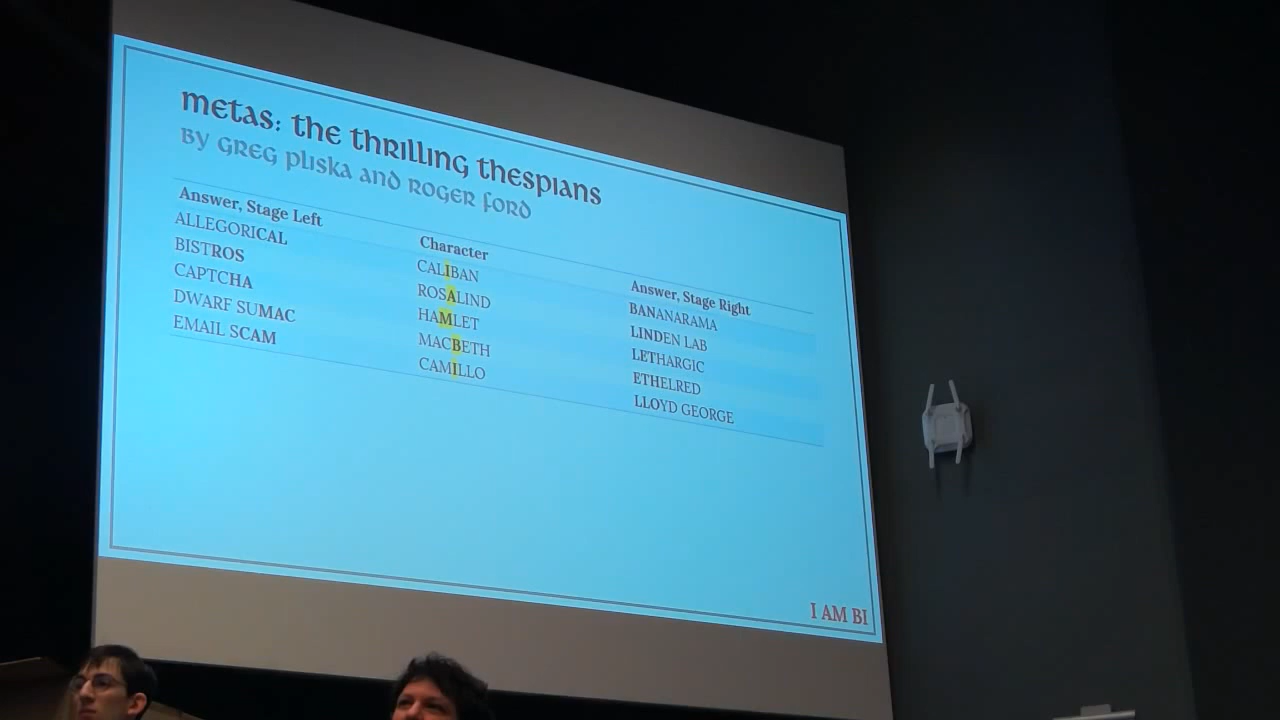 metas: the thrilling thespians
by Greg Pliska and Roger Ford
Answer, Stage Left Character Answer, Stage Right
ALLEGORICAL CALIBAN BANANARAMA
BISTROS ROSALIND LINDEN LAB
CAPTCHA HAMLET LETHARGIC
DWARF SUMAC MACBETH ETHELRED
EMAIL SCAM CAMILLO LLOYD GEORGE
I AM BI